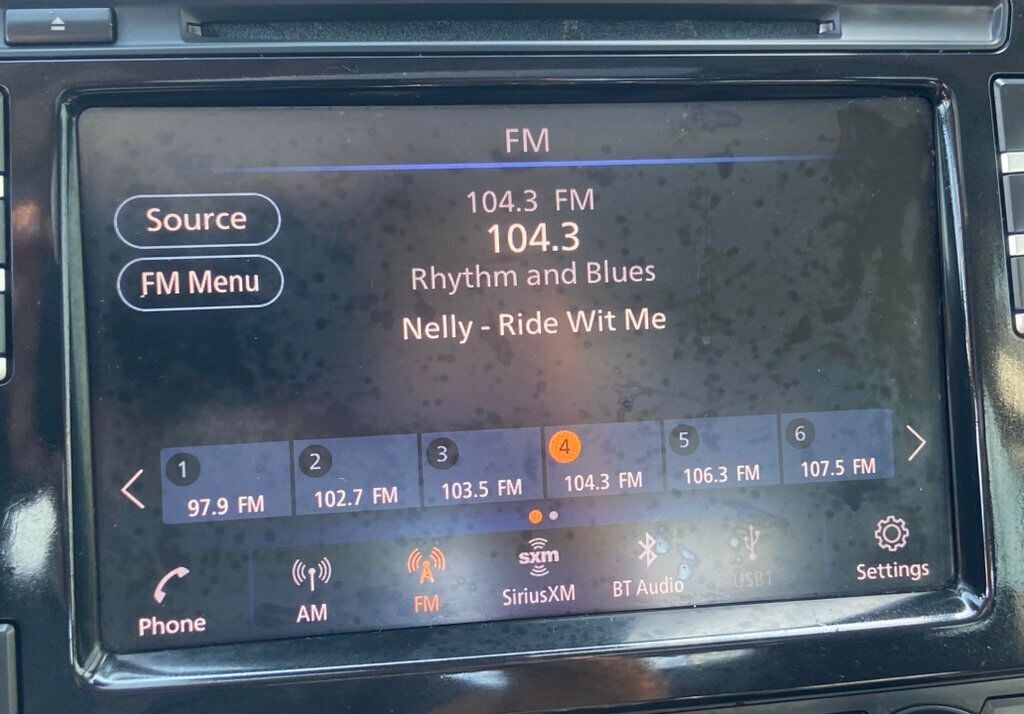 FM
104.3 FM
104.3
Rhythm and Blues
Nelly - Ride Wit Me
Source
FM Menu
1
97.9 FM
2
102.7 FM
3
103.5 FM
4
104.3 FM
5
106.3 FM
6
107.5 FM
Phone
AM
FM
sxm
SiriusXM
BT Audio
USB1
Settings